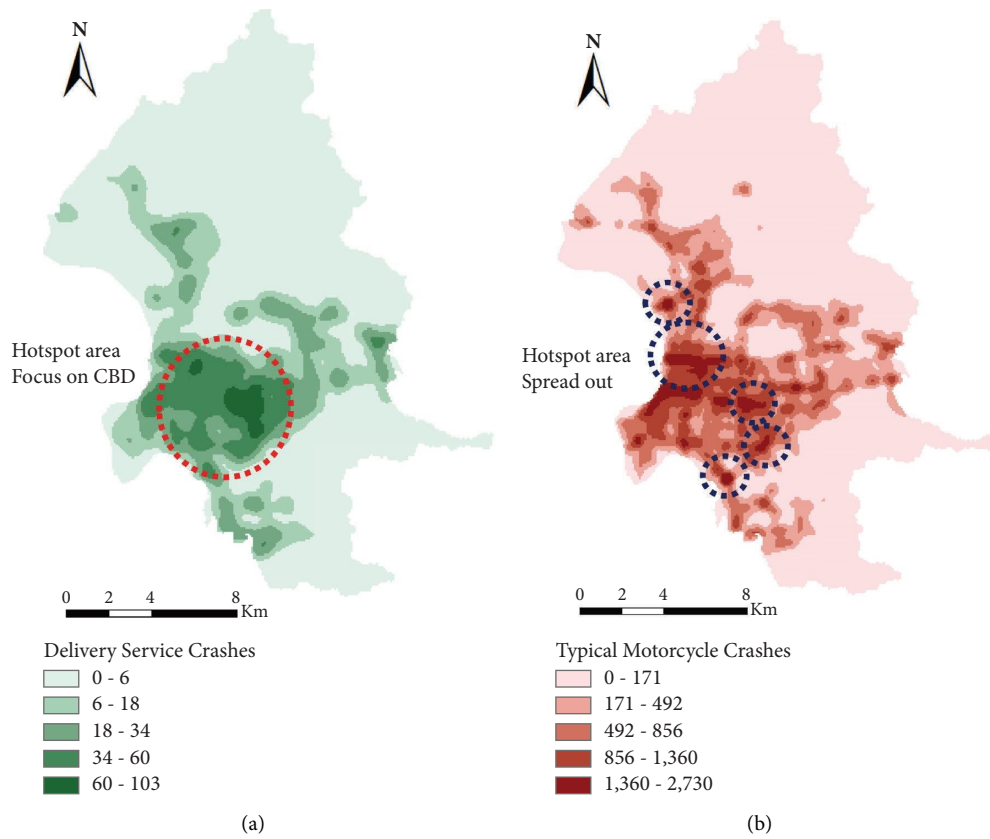 N
Hotspot area
Focus on CBD
0 2 4 8
Km
Delivery Service Crashes
0 - 6
6 - 18
18 - 34
34 - 60
60 - 103
(a)
N
Hotspot area
Spread out
0 2 4 8
Km
Typical Motorcycle Crashes
0 - 171
171 - 492
492 - 856
856 - 1,360
1,360 - 2,730
(b)